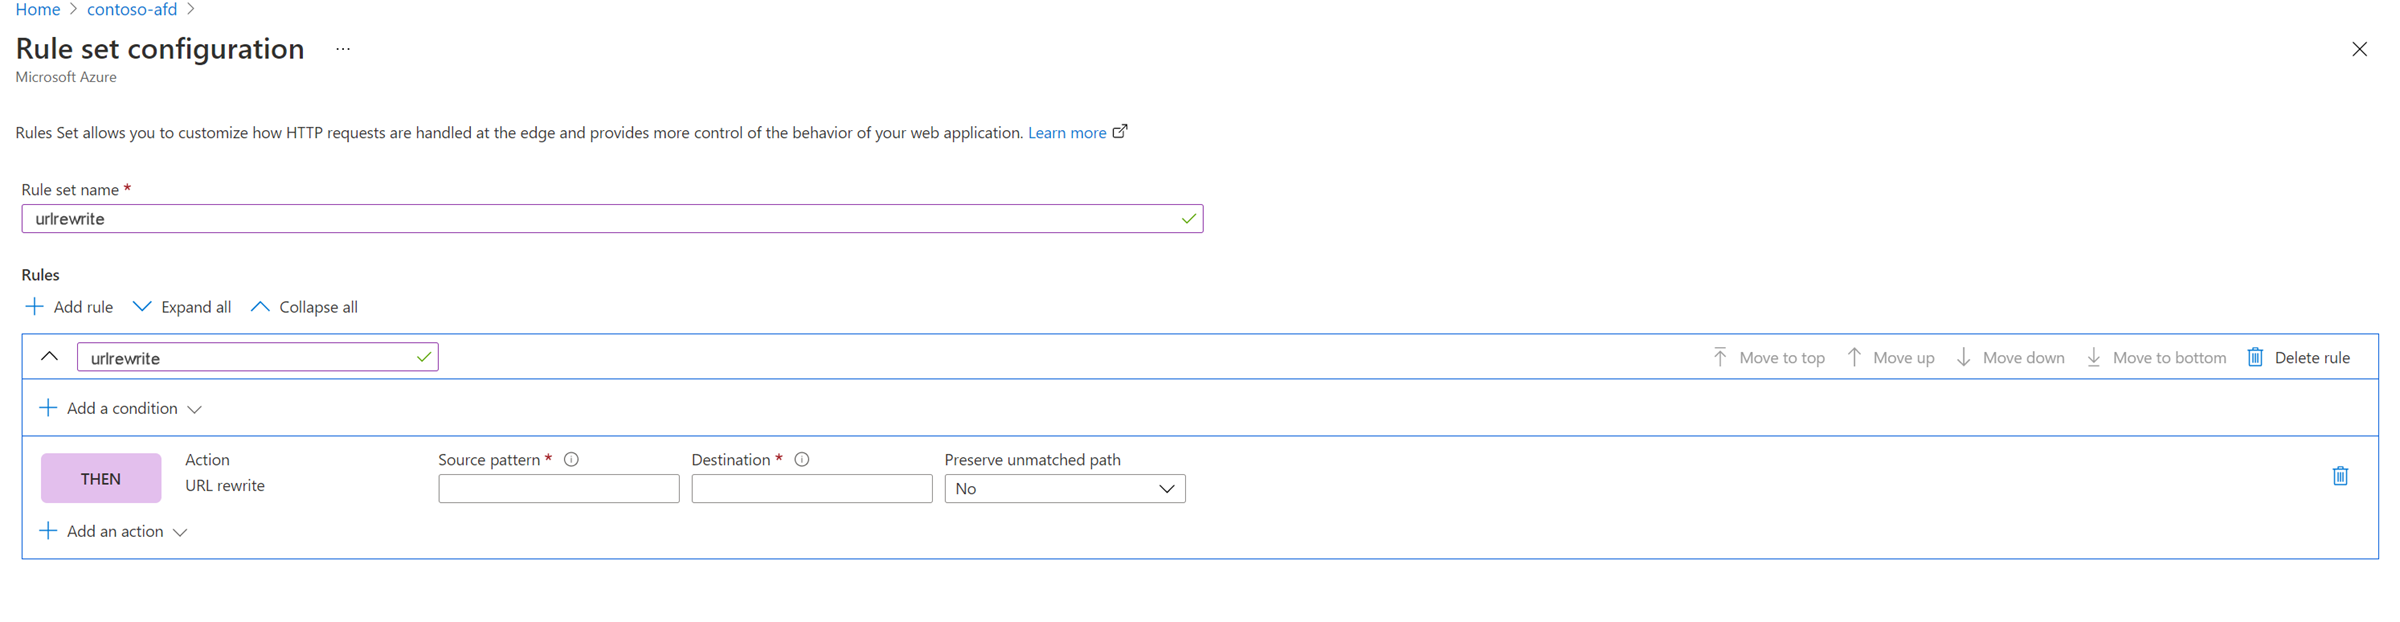 Home > contoso-afd >
Rule set configuration ...
Microsoft Azure
Rules Set allows you to customize how HTTP requests are handled at the edge and provides more control of the behavior of your web application. Learn more
Rule set name *
urlrewrite
Rules
Add rule Expand all Collapse all
urlrewrite Move to top Move up Move down Move to bottom Delete rule
Add a condition
Action Source pattern * Destination * Preserve unmatched path
THEN URL rewrite No
Add an action